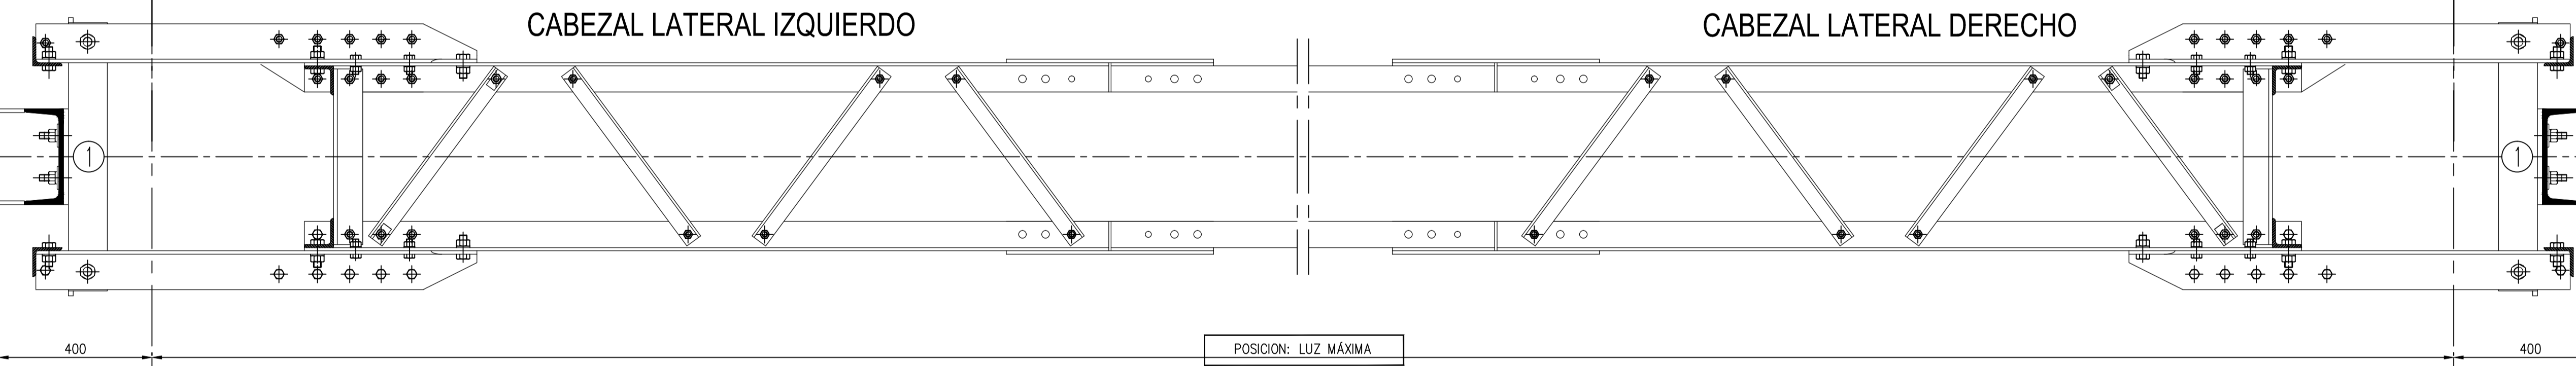 CABEZAL LATERAL IZQUIERDO
CABEZAL LATERAL DERECHO
1
1
400
POSICION: LUZ MÁXIMA
400